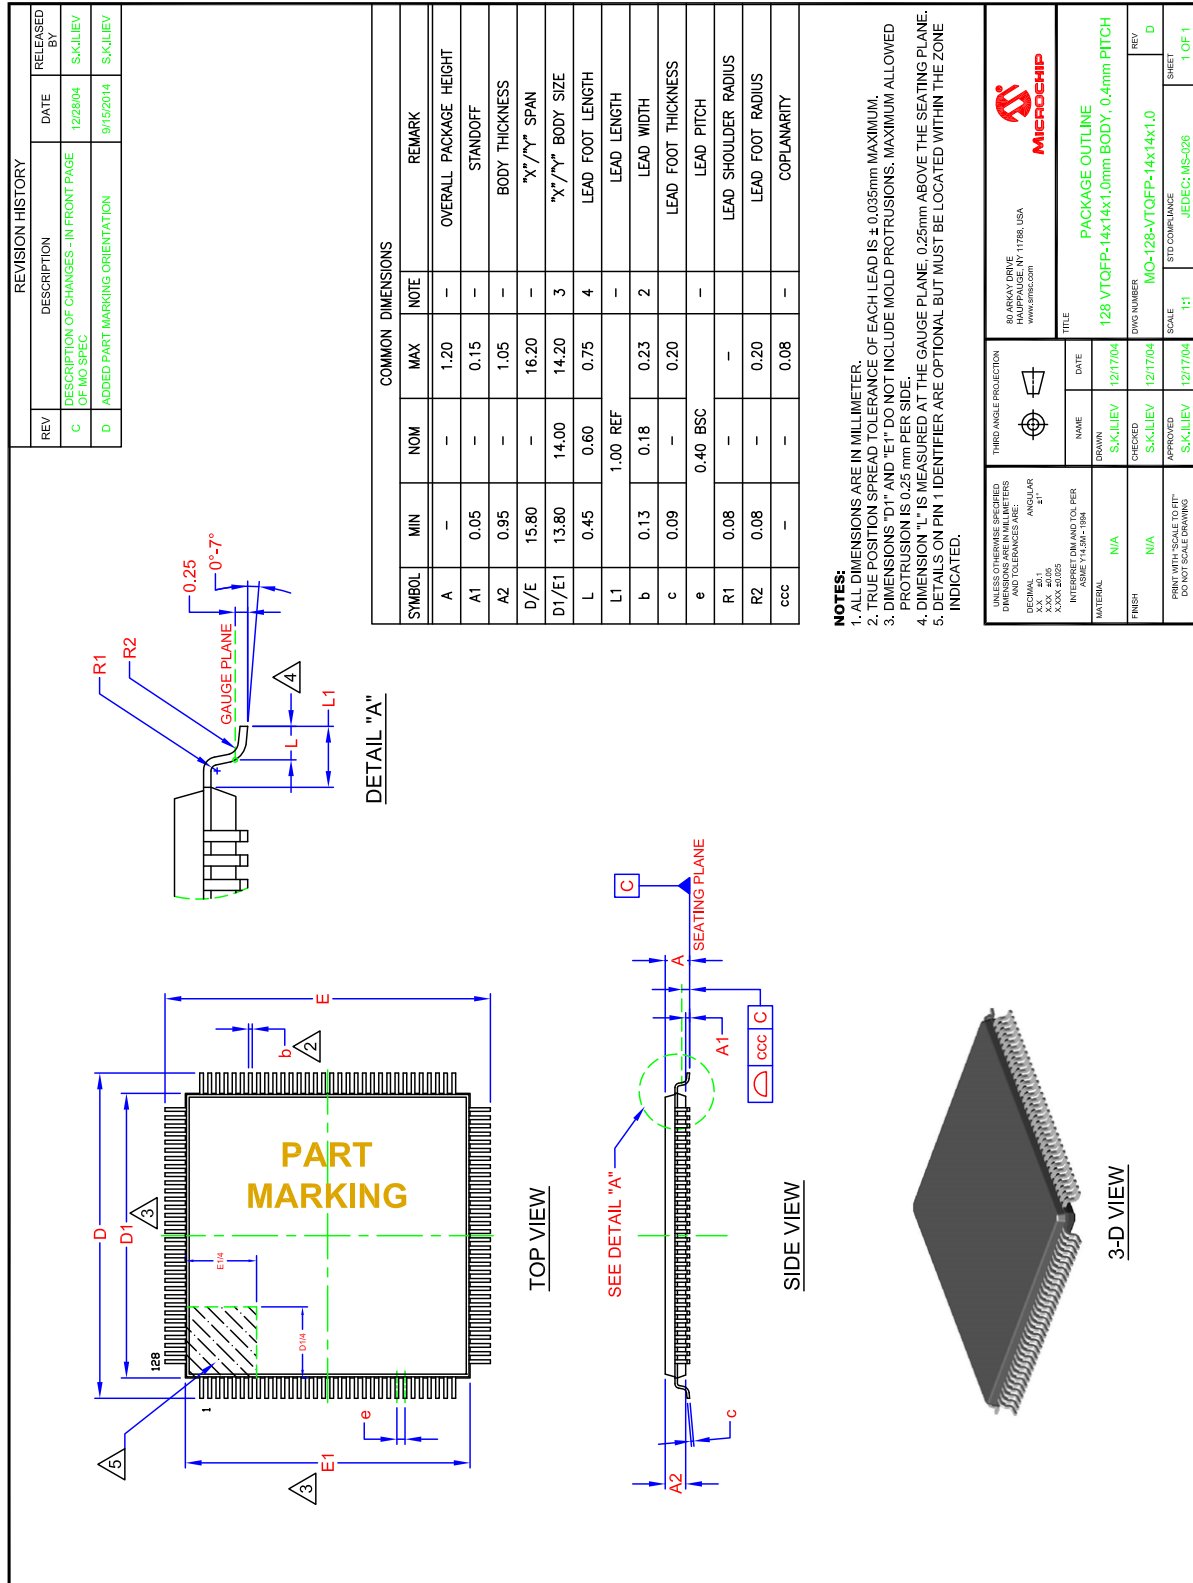 REVISION HISTORY
REV DESCRIPTION DATE RELEASED BY
C DESCRIPTION OF CHANGES - IN FRONT PAGE OF MO SPEC 12/28/04 S.K.ILIEV
D ADDED PART MARKING ORIENTATION 9/15/2014 S.K.ILIEV
5
D
D1
3
1
128
E1/4
D1/4
PART
MARKING
E
b
2
e
E1
3
TOP VIEW
R1
R2
GAUGE PLANE
0.25
0°-7°
4
L
L1
DETAIL "A"
SEE DETAIL "A"
C
A
SEATING PLANE
A1
ccc C
A2
c
SIDE VIEW
3-D VIEW
COMMON DIMENSIONS
SYMBOL MIN NOM MAX NOTE REMARK
A - - 1.20 - OVERALL PACKAGE HEIGHT
A1 0.05 - 0.15 - STANDOFF
A2 0.95 - 1.05 - BODY THICKNESS
D/E 15.80 - 16.20 - "X"/"Y" SPAN
D1/E1 13.80 14.00 14.20 3 "X"/"Y" BODY SIZE
L 0.45 0.60 0.75 4 LEAD FOOT LENGTH
L1 1.00 REF - LEAD LENGTH
b 0.13 0.18 0.23 2 LEAD WIDTH
c 0.09 - 0.20 - LEAD FOOT THICKNESS
e 0.40 BSC - LEAD PITCH
R1 0.08 - - - LEAD SHOULDER RADIUS
R2 0.08 - 0.20 - LEAD FOOT RADIUS
ccc - - 0.08 - COPLANARITY
NOTES:
1. ALL DIMENSIONS ARE IN MILLIMETER.
2. TRUE POSITION SPREAD TOLERANCE OF EACH LEAD IS ± 0.035mm MAXIMUM.
3. DIMENSIONS "D1" AND "E1" DO NOT INCLUDE MOLD PROTRUSIONS. MAXIMUM ALLOWED
PROTRUSION IS 0.25 mm PER SIDE.
4. DIMENSION "L" IS MEASURED AT THE GAUGE PLANE, 0.25mm ABOVE THE SEATING PLANE.
5. DETAILS ON PIN 1 IDENTIFIER ARE OPTIONAL BUT MUST BE LOCATED WITHIN THE ZONE
INDICATED.
UNLESS OTHERWISE SPECIFIED
DIMENSIONS ARE IN MILLIMETERS
AND TOLERANCES ARE:
DECIMAL ANGULAR
X.X ±0.1 ±1°
X.XX ±0.05
X.XXX ±0.025
INTERPRET DIM AND TOL PER
ASME Y14.5M - 1994
MATERIAL
N/A
FINISH
N/A
PRINT WITH "SCALE TO FIT"
DO NOT SCALE DRAWING
THIRD ANGLE PROJECTION
NAME DATE
DRAWN
S.K.ILIEV 12/17/04
CHECKED
S.K.ILIEV 12/17/04
APPROVED
S.K.ILIEV 12/17/04
80 ARKAY DRIVE
HAUPPAUGE, NY 11788, USA
www.smsc.com
MICROCHIP
TITLE
PACKAGE OUTLINE
128 VTQFP-14x14x1.0mm BODY, 0.4mm PITCH
DWG NUMBER
MO-128-VTQFP-14x14x1.0
REV
D
SCALE
1:1
STD COMPLIANCE
JEDEC: MS-026
SHEET
1 OF 1